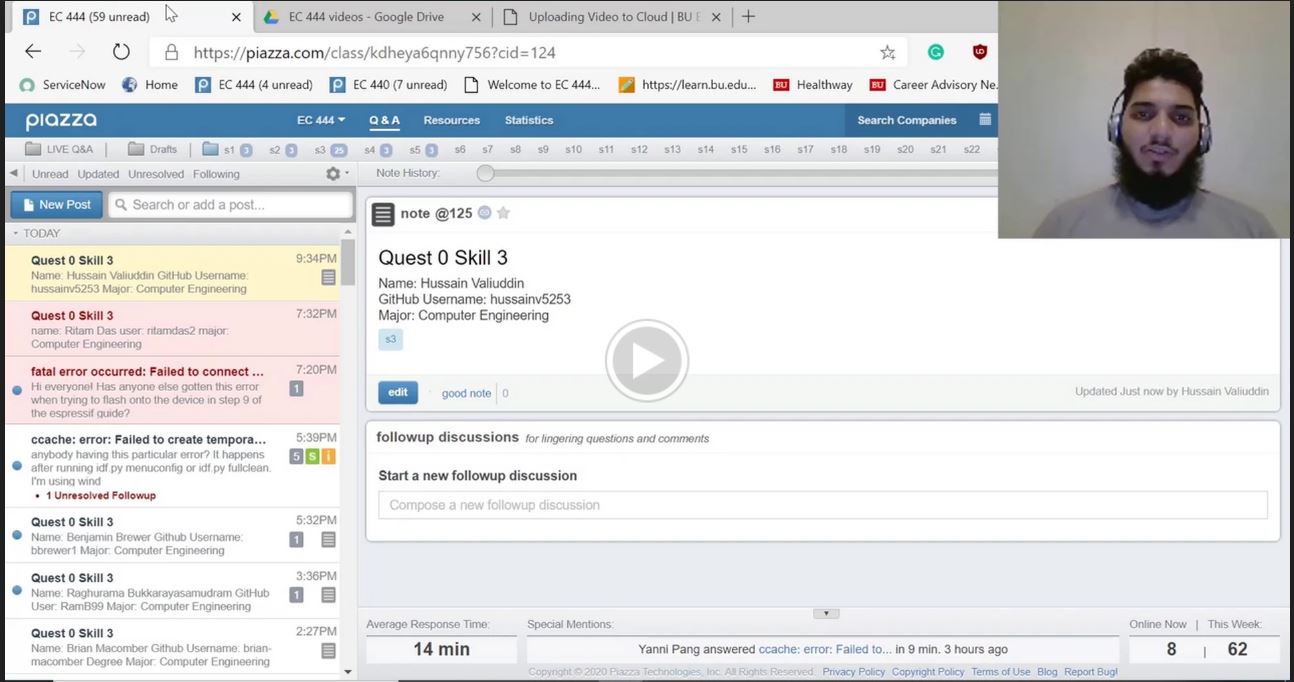 EC 444 (59 unread)
EC 444 videos - Google Drive
Uploading Video to Cloud | BU E
https://piazza.com/class/kdheya6qnny756?cid=124
ServiceNow
Home
EC 444 (4 unread)
EC 440 (7 unread)
Welcome to EC 444...
https://learn.bu.edu...
BU Healthway
BU Career Advisory Ne.
piazza
EC 444
Q & A
Resources
Statistics
Search Companies
LIVE Q&A
Drafts
s1 3
s2 3
s3 25
s4 3
s5 3
s6
s7
s8
s9
s10
s11
s12
s13
s14
s15
s16
s17
s18
s19
s20
s21
s22
Unread Updated Unresolved Following
Note History:
New Post
Search or add a post...
TODAY
Quest 0 Skill 3 9:34PM
Name: Hussain Valiuddin GitHub Username:
hussainv5253 Major: Computer Engineering
Quest 0 Skill 3 7:32PM
name: Ritam Das user: ritamdas2 major:
Computer Engineering
fatal error occurred: Failed to connect ... 7:20PM
Hi everyone! Has anyone else gotten this error 1
when trying to flash onto the device in step 9 of
the espressif guide?
ccache: error: Failed to create tempora... 5:39PM
anybody having this particular error? It happens 5 S i
after running idf.py menuconfig or idf.py fullclean.
I'm using wind
• 1 Unresolved Followup
Quest 0 Skill 3 5:32PM
Name: Benjamin Brewer Github Username: 1
bbrewer1 Major: Computer Engineering
Quest 0 Skill 3 3:36PM
Name: Raghurama Bukkarayasamudram GitHub 1
User: RamB99 Major: Computer Engineering
Quest 0 Skill 3 2:27PM
Name: Brian Macomber Github Username: brian-
macomber Degree Major: Computer Engineering
note @125
Quest 0 Skill 3
Name: Hussain Valiuddin
GitHub Username: hussainv5253
Major: Computer Engineering
s3
edit
good note 0
Updated Just now by Hussain Valiuddin
followup discussions for lingering questions and comments
Start a new followup discussion
Compose a new followup discussion
Average Response Time:
14 min
Special Mentions:
Yanni Pang answered ccache: error: Failed to... in 9 min. 3 hours ago
Online Now | This Week:
8 | 62
Copyright © 2020 Piazza Technologies, Inc. All Rights Reserved. Privacy Policy Copyright Policy Terms of Use Blog Report Bug!